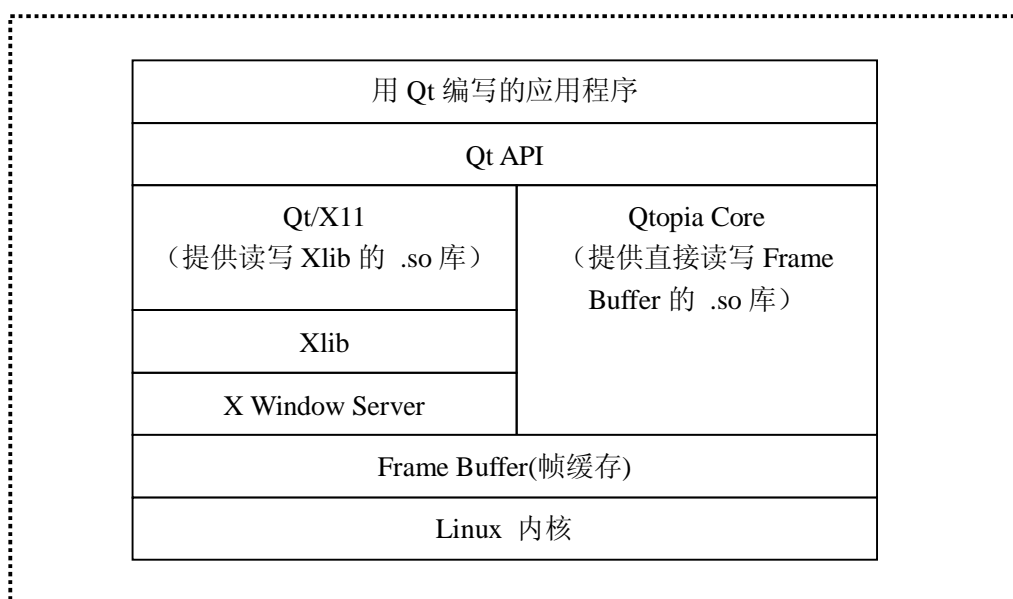 用 Qt 编写的应用程序
Qt API
Qt/X11
（提供读写 Xlib 的 .so 库）
Qtopia Core
（提供直接读写 Frame
Buffer 的 .so 库）
Xlib
X Window Server
Frame Buffer(帧缓存)
Linux 内核